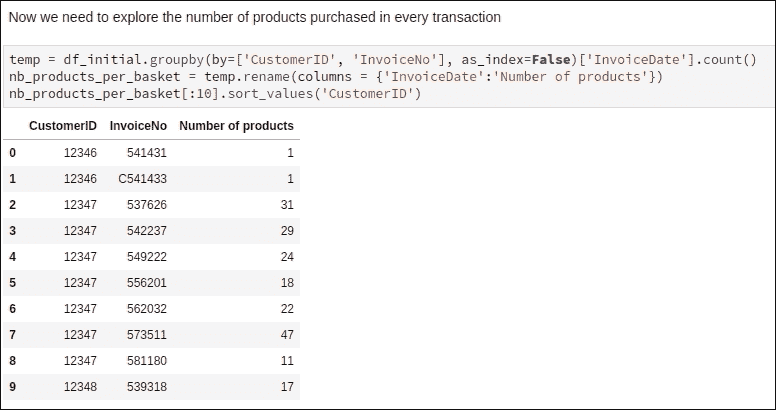 Now we need to explore the number of products purchased in every transaction
temp = df_initial.groupby(by=['CustomerID', 'InvoiceNo'], as_index=False)['InvoiceDate'].count()
nb_products_per_basket = temp.rename(columns = {'InvoiceDate':'Number of products'})
nb_products_per_basket[:10].sort_values('CustomerID')
CustomerID InvoiceNo Number of products
0 12346 541431 1
1 12346 C541433 1
2 12347 537626 31
3 12347 542237 29
4 12347 549222 24
5 12347 556201 18
6 12347 562032 22
7 12347 573511 47
8 12347 581180 11
9 12348 539318 17